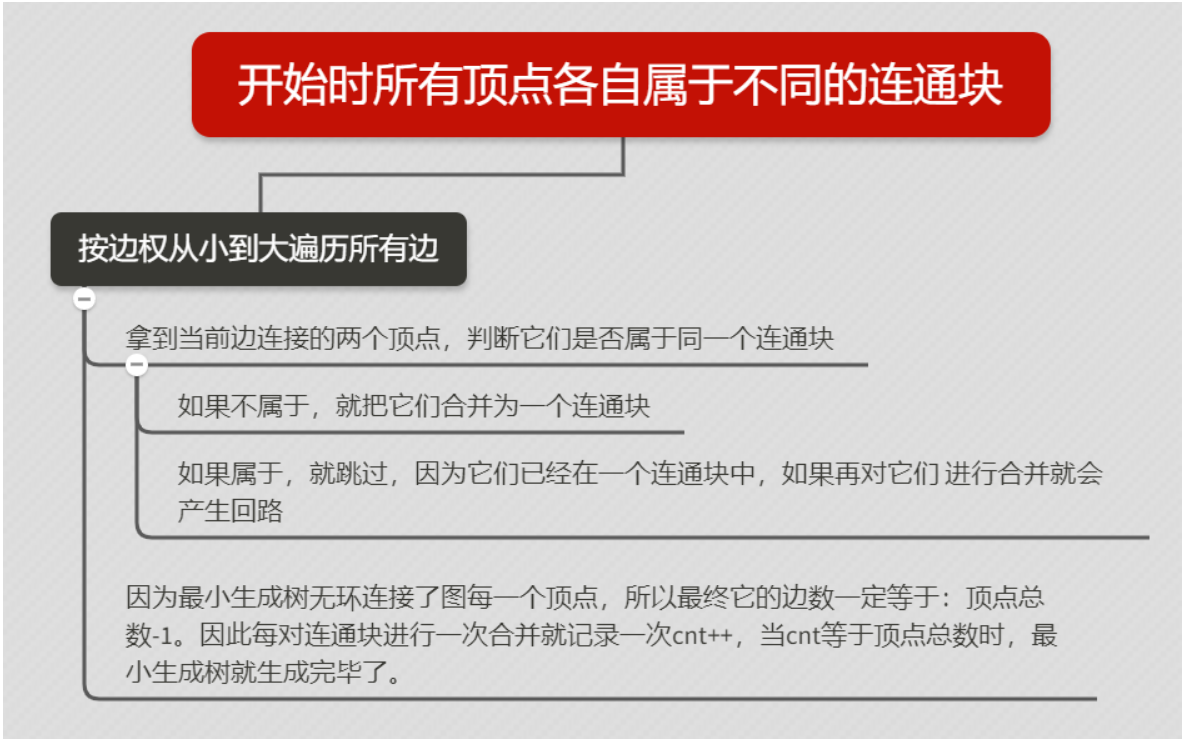 开始时所有顶点各自属于不同的连通块
按边权从小到大遍历所有边
拿到当前边连接的两个顶点，判断它们是否属于同一个连通块
如果不属于，就把它们合并为一个连通块
如果属于，就跳过，因为它们已经在一个连通块中，如果再对它们 进行合并就会
产生回路
因为最小生成树无环连接了图每一个顶点，所以最终它的边数一定等于：顶点总
数-1。因此每对连通块进行一次合并就记录一次cnt++，当cnt等于顶点总数时，最
小生成树就生成完毕了。